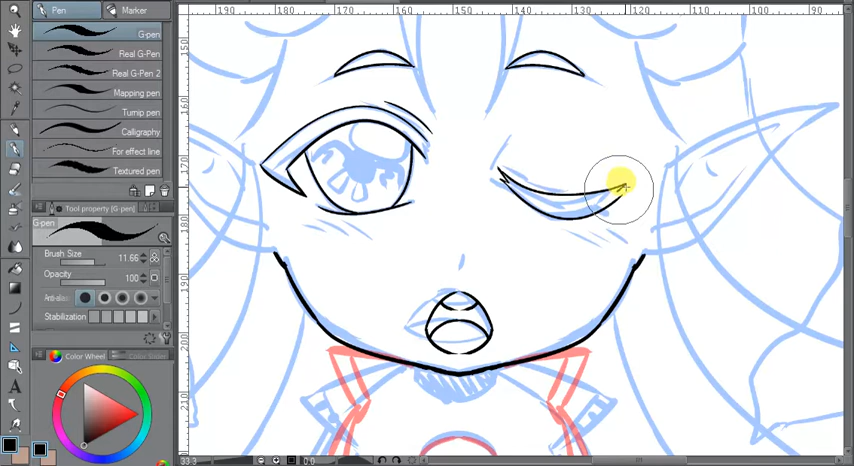 Pen Marker
G-pen
Real G-Pen
Real G-Pen 2
Mapping pen
Turnip pen
Calligraphy
For effect line
Textured pen
Tool property (G-pen)
G-pen
Brush Size 11.66
Opacity 100
Anti-alias
Stabilization
Color Wheel Color Slider
190 180 170 160 150 140 130 120 110 100 90
150
160
170
180
190
200
210
33.3 0.0